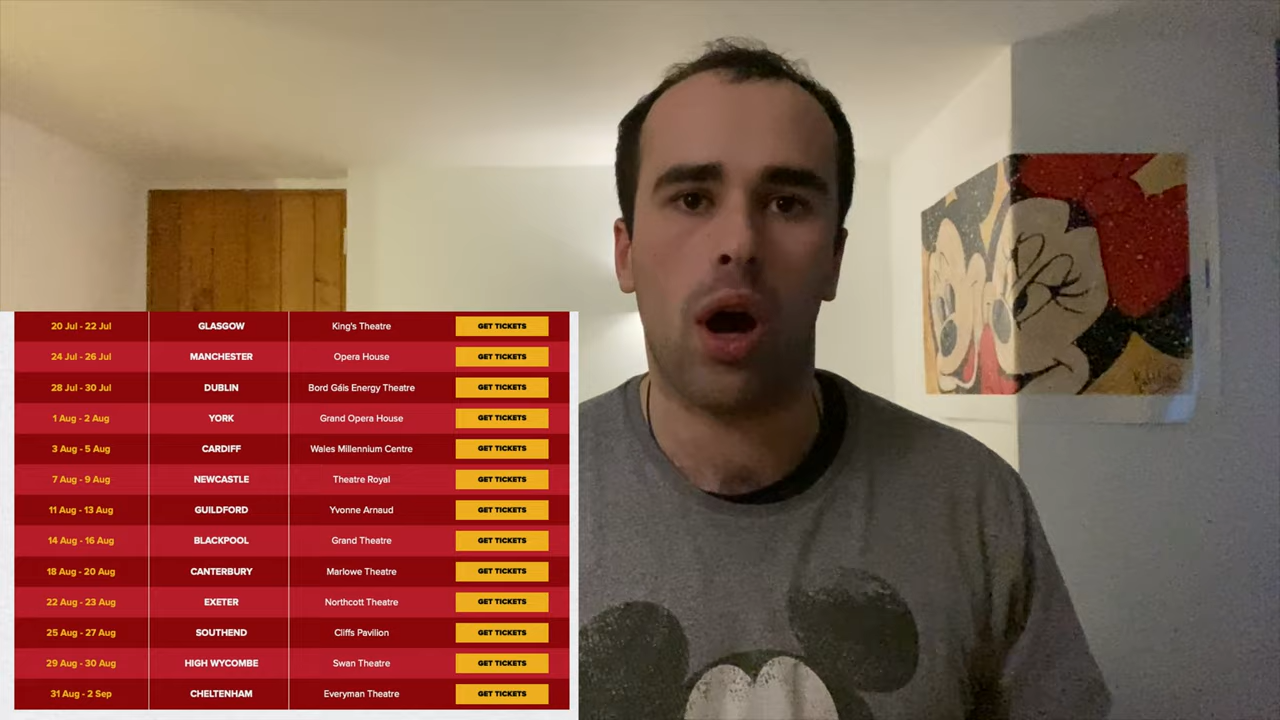 20 Jul - 22 Jul GLASGOW King's Theatre GET TICKETS
24 Jul - 26 Jul MANCHESTER Opera House GET TICKETS
28 Jul - 30 Jul DUBLIN Bord Gáis Energy Theatre GET TICKETS
1 Aug - 2 Aug YORK Grand Opera House GET TICKETS
3 Aug - 5 Aug CARDIFF Wales Millennium Centre GET TICKETS
7 Aug - 9 Aug NEWCASTLE Theatre Royal GET TICKETS
11 Aug - 13 Aug GUILDFORD Yvonne Arnaud GET TICKETS
14 Aug - 16 Aug BLACKPOOL Grand Theatre GET TICKETS
18 Aug - 20 Aug CANTERBURY Marlowe Theatre GET TICKETS
22 Aug - 23 Aug EXETER Northcott Theatre GET TICKETS
25 Aug - 27 Aug SOUTHEND Cliffs Pavilion GET TICKETS
29 Aug - 30 Aug HIGH WYCOMBE Swan Theatre GET TICKETS
31 Aug - 2 Sep CHELTENHAM Everyman Theatre GET TICKETS